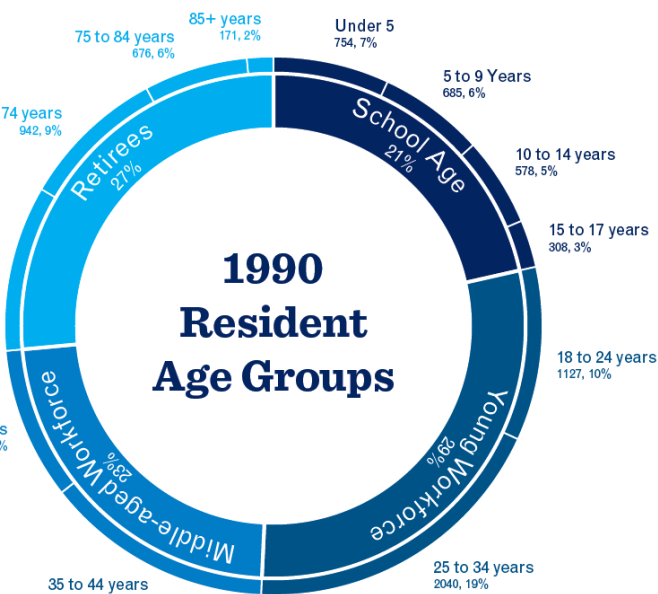 85+ years
171, 2%
Under 5
754, 7%
75 to 84 years
676, 6%
5 to 9 Years
685, 6%
74 years
942, 9%
10 to 14 years
578, 5%
15 to 17 years
308, 3%
18 to 24 years
1127, 10%
25 to 34 years
2040, 19%
35 to 44 years
s
%
School Age
21%
Young Workforce
29%
Middle-aged Workforce
23%
Retirees
27%
1990
Resident
Age Groups